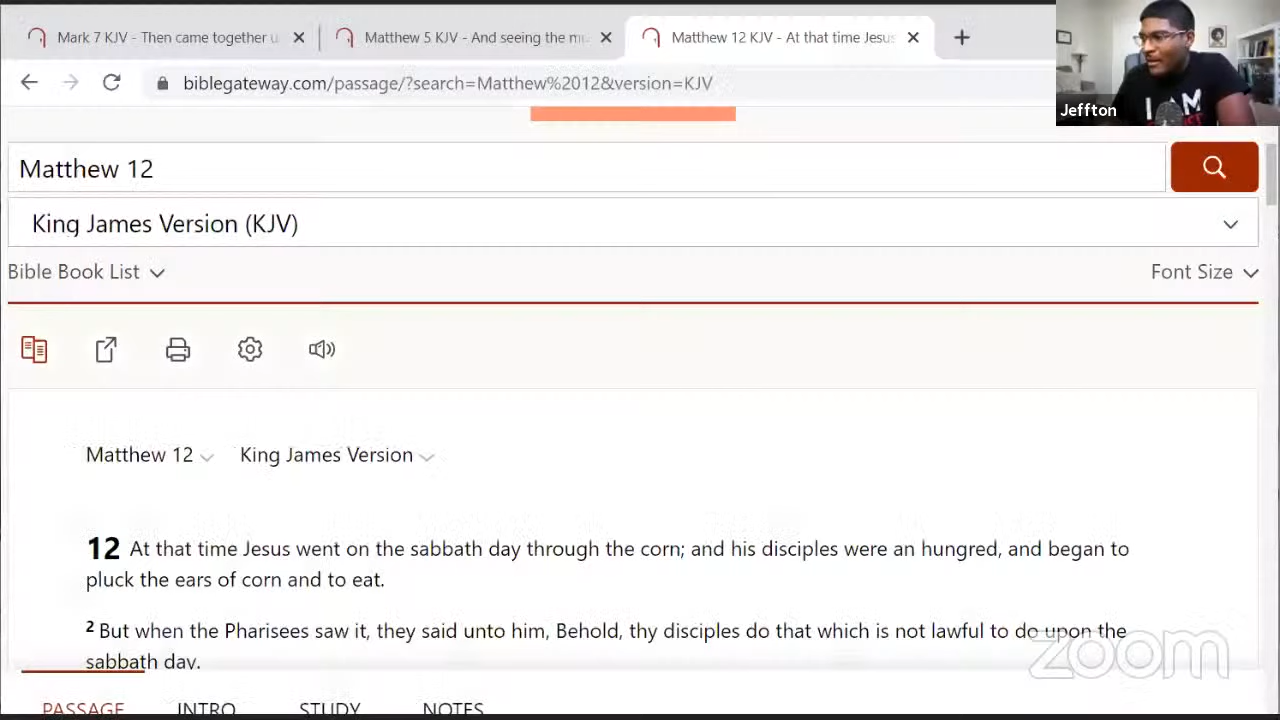 Mark 7 KJV - Then came together u
Matthew 5 KJV - And seeing the mu
Matthew 12 KJV - At that time Jesus
biblegateway.com/passage/?search=Matthew%2012&version=KJV
I AM
Jeffton
Matthew 12
King James Version (KJV)
Bible Book List
Font Size
Matthew 12 King James Version
12 At that time Jesus went on the sabbath day through the corn; and his disciples were an hungred, and began to
pluck the ears of corn and to eat.
2 But when the Pharisees saw it, they said unto him, Behold, thy disciples do that which is not lawful to do upon the
sabbath day.
zoom
PASSAGE INTRO STUDY NOTES